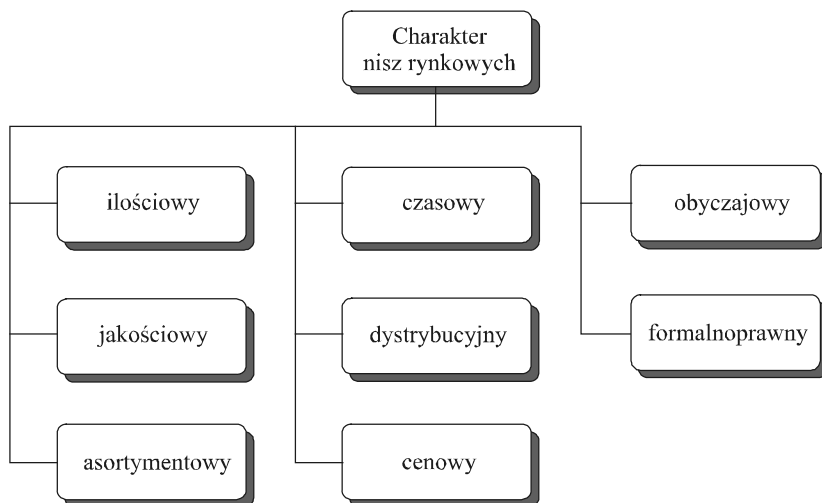 Charakter
nisz rynkowych
ilościowy
czasowy
obyczajowy
jakościowy
dystrybucyjny
formalnoprawny
asortymentowy
cenowy